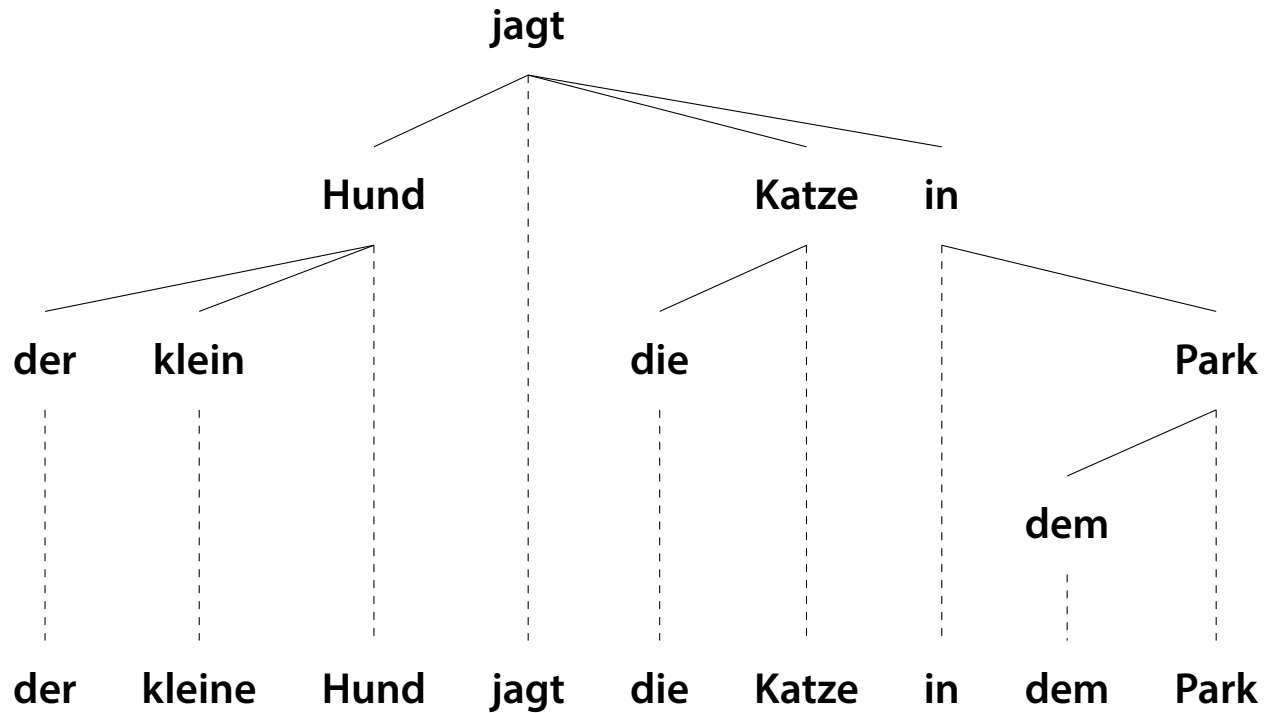 jagt
Hund Katze in
der klein die Park
dem
der kleine Hund jagt die Katze in dem Park